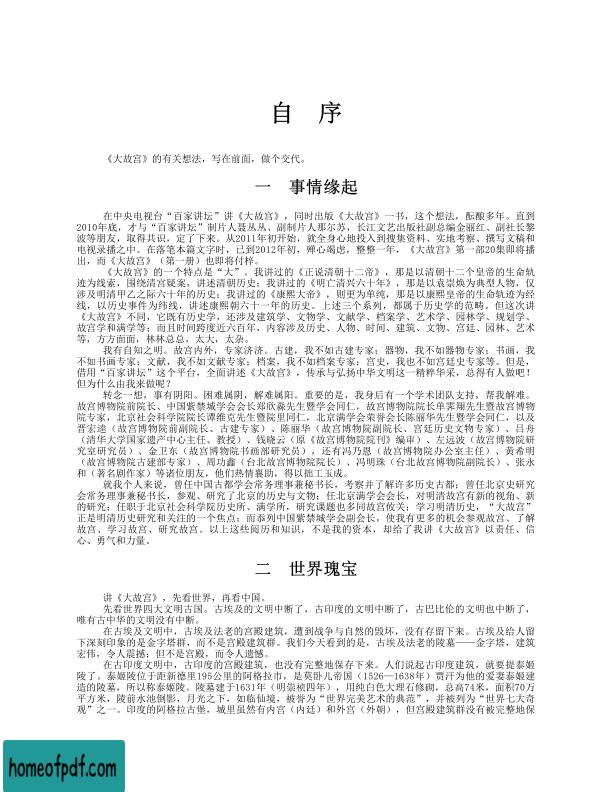 自 序
《大故宫》的有关想法，写在前面，做个交代。
一 事情缘起
在中央电视台“百家讲坛”讲《大故宫》，同时出版《大故宫》一书，这个想法，酝酿多年。直到
2010年底，才与“百家讲坛”制片人聂丛丛、副制片人那尔苏，长江文艺出版社副总编金丽红、副社长黎
波等朋友，取得共识，定了下来。从2011年初开始，就全身心地投入到搜集资料、实地考察、撰写文稿和
电视录播之中。在落笔本篇文字时，已到2012年初，殚心竭虑，整整一年，《大故宫》第一部20集即将播
出，而《大故宫》（第一册）也即将付梓。
《大故宫》的一个特点是“大”。我讲过的《正说清朝十二帝》，那是以清朝十二个皇帝的生命轨
迹为线索，围绕清宫疑案，讲述清朝历史；我讲过的《明亡清兴六十年》，那是以袁崇焕为典型人物，仅
涉及明清甲乙之际六十年的历史；我讲过的《康熙大帝》，则更为单纯，那是以康熙皇帝的生命轨迹为经
线，以历史事件为纬线，讲述康熙朝六十一年的历史。上述三个系列，都属于历史学的范畴，但这次讲
《大故宫》不同，它既有历史学，还涉及建筑学、文物学、文献学、档案学、艺术学、园林学、规划学、
故宫学和满学等；而且时间跨度近六百年，内容涉及历史、人物、时间、建筑、文物、宫廷、园林、艺术
等，方方面面，林林总总，太大，太杂。
我有自知之明。故宫内外，专家济济。古建，我不如古建专家；器物，我不如器物专家；书画，我
不如书画专家；文献，我不如文献专家；档案，我不如档案专家；宫史，我也不如宫廷史专家等。但是，
借用“百家讲坛”这个平台，全面讲述《大故宫》，传承与弘扬中华文明这一精粹华采，总得有人做吧！
但为什么由我来做呢？
转念一想，事有阴阳。困难属阴，解难属阳。重要的是，我身后有一个学术团队支持，帮我解难。
故宫博物院前院长、中国紫禁城学会会长郑欣淼先生暨学会同仁，故宫博物院院长单霁翔先生暨故宫博物
院专家，北京社会科学院院长谭维克先生暨院里同仁，北京满学会荣誉会长陈丽华先生暨学会同仁，以及
晋宏逵（故宫博物院前副院长、古建专家）、陈丽华（故宫博物院副院长、宫廷历史文物专家）、吕舟
（清华大学国家遗产中心主任、教授）、钱晓云（原《故宫博物院院刊》编审）、左远波（故宫博物院研
究室研究员）、金卫东（故宫博物院书画部研究员），还有冯乃恩（故宫博物院办公室主任）、黄希明
（故宫博物院古建部专家）、周功鑫（台北故宫博物院院长）、冯明珠（台北故宫博物院副院长）、张永
和（著名剧作家）等诸位朋友，他们热情襄助，得以拙工玉成。
就我个人来说，曾任中国古都学会常务理事兼秘书长，考察并了解许多历史古都；曾任北京史研究
会常务理事兼秘书长，参观、研究了北京的历史与文物；任北京满学会会长，对明清故宫有新的视角、新
的研究；任职于北京社会科学院历史所、满学所，研究课题也多同故宫攸关；学习明清历史，“大故宫”
正是明清历史研究和关注的一个焦点；而忝列中国紫禁城学会副会长，使我有更多的机会参观故宫、了解
故宫、学习故宫、研究故宫。以上这些阅历和知识，不是我的资本，却给了我讲《大故宫》以责任、信
心、勇气和力量。
二 世界瑰宝
讲《大故宫》，先看世界，再看中国。
先看世界四大文明古国。古埃及的文明中断了，古印度的文明中断了，古巴比伦的文明也中断了，
唯有古中华的文明没有中断。
在古埃及文明中，古埃及法老的宫殿建筑，遭到战争与自然的毁坏，没有存留下来。古埃及给人留
下深刻印象的是金字塔群，而不是宫殿建筑群。我们今天看到的是，古埃及法老的陵墓——金字塔，建筑
宏伟，令人震撼；但不是宫殿，而令人遗憾。
在古印度文明中，古印度的宫殿建筑，也没有完整地保存下来。人们说起古印度建筑，就要提泰姬
陵了。泰姬陵位于距新德里195公里的阿格拉市，是莫卧儿帝国（1526—1638年）贾汗为他的爱妻泰姬建
造的陵墓，所以称泰姬陵。陵墓建于1631年（明崇祯四年），用纯白色大理石修砌，总高74米，面积70万
平方米，陵前水池倒影，月光之下，如临仙境，被誉为“世界完美艺术的典范”，并被列为“世界七大奇
观”之一。印度的阿格拉古堡，城里虽然有内宫（内廷）和外宫（外朝），但宫殿建筑群没有被完整地保
homeofpdf.com